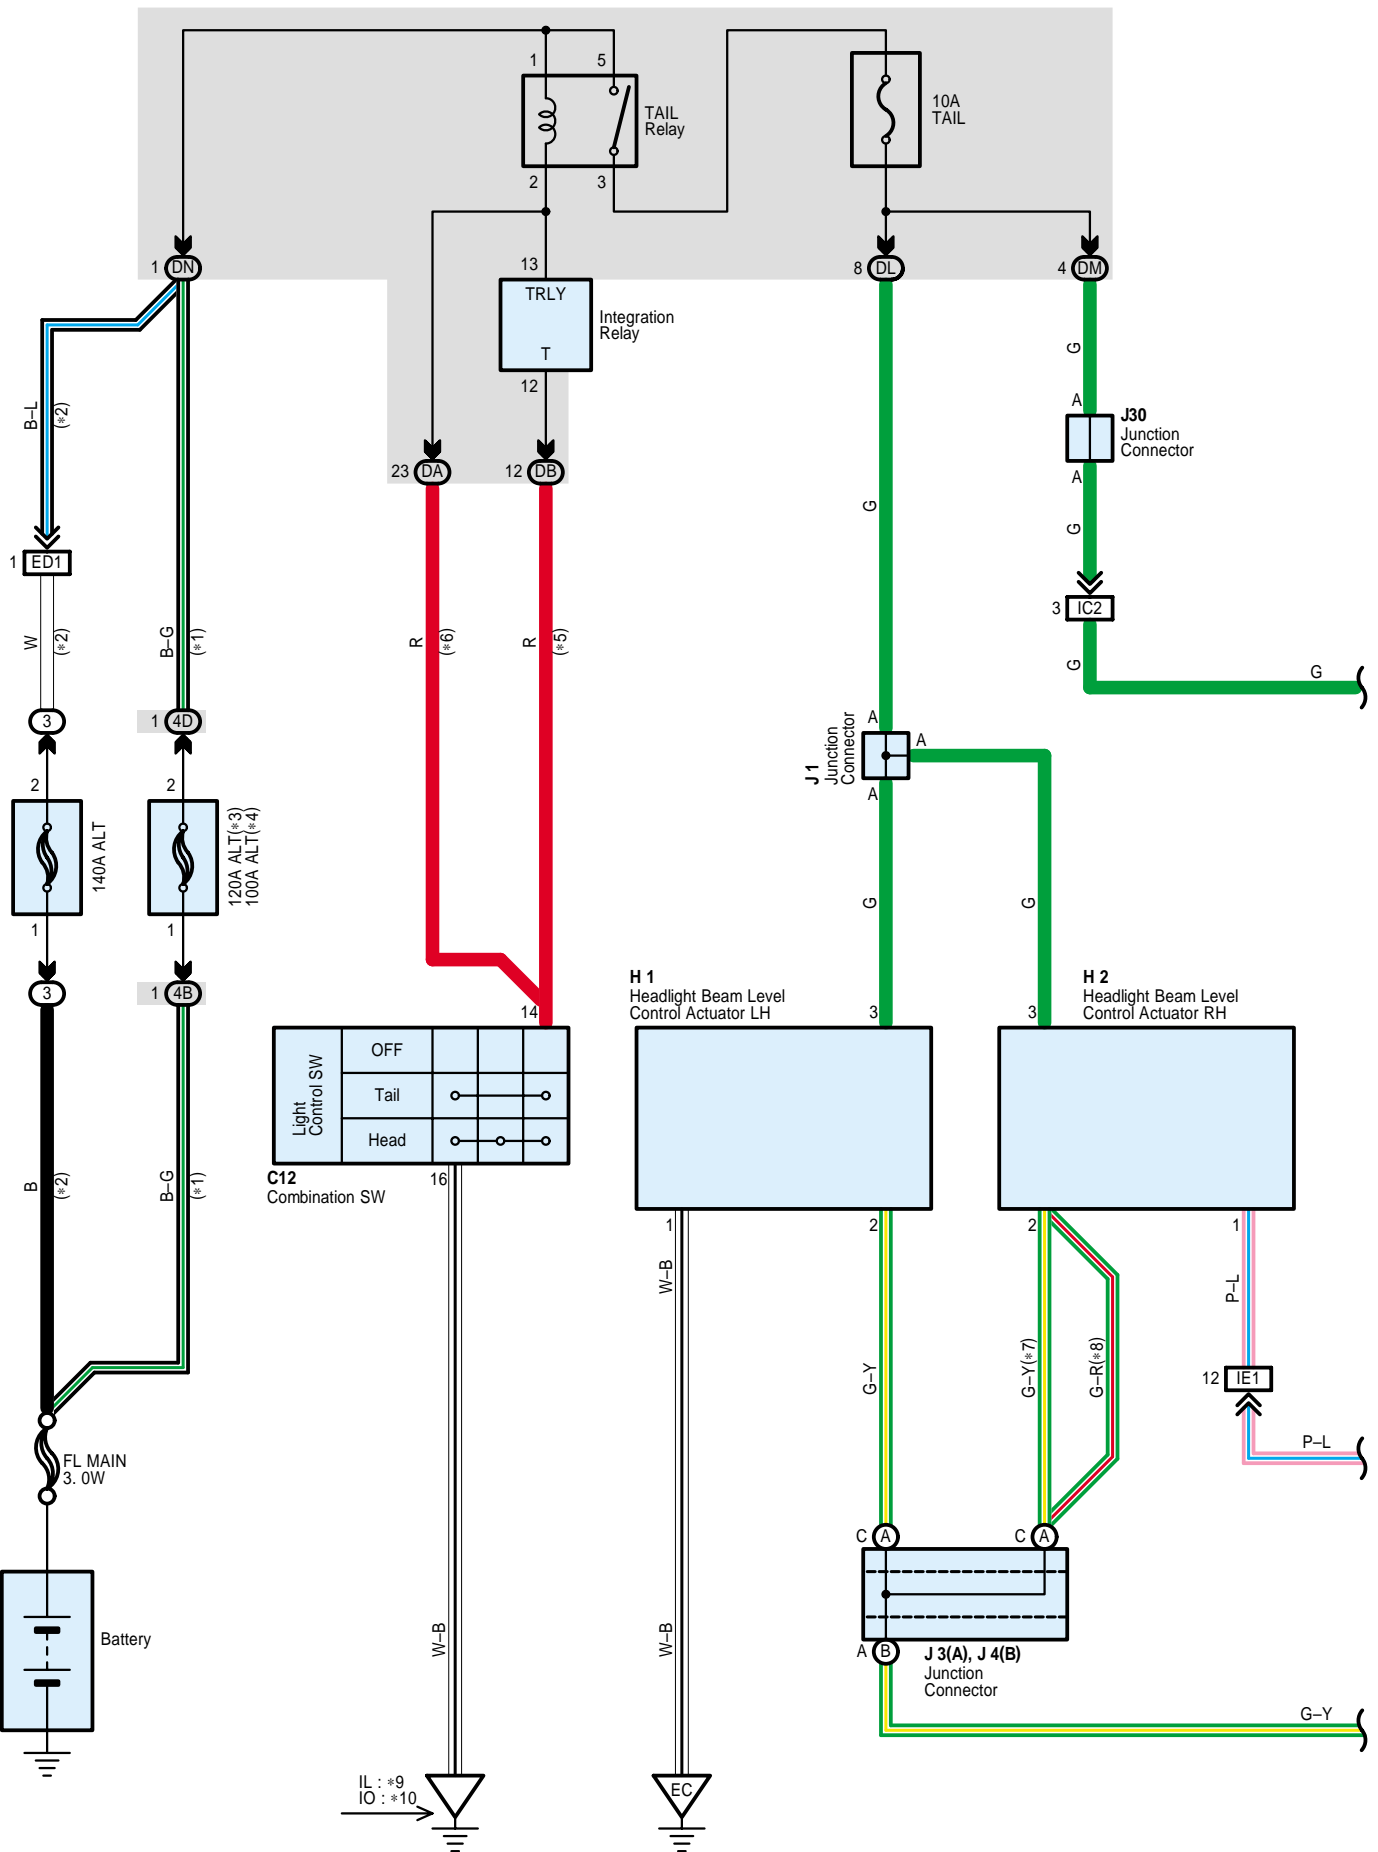 1
5
TAIL
Relay
2
3
10A
TAIL
1
DN
13
TRLY
T
Integration
Relay
12
8
DL
4
DM
B–L
(*2)
G
A
J30
Junction
Connector
A
23
DA
12
DB
G
G
1
ED1
3
IC2
W
(*2)
B–G
(*1)
R
(*6)
R
(*5)
G
G
3
1
4D
A
J 1
Junction
Connector
A
A
2
2
140A ALT
120A ALT(*3)
100A ALT(*4)
1
1
G
G
3
1
4B
14
H 1
Headlight Beam Level
Control Actuator LH
3
H 2
Headlight Beam Level
Control Actuator RH
3
Light
Control SW
OFF
Tail
Head
C12
Combination SW
16
B
(*2)
B–G
(*1)
1
2
2
1
W–B
P–L
G–Y
G–Y(*7)
G–R(*8)
12
IE1
P–L
FL MAIN
3. 0W
C
A
C
A
Battery
W–B
W–B
A
B
J 3(A), J 4(B)
Junction
Connector
G–Y
IL : *9
IO : *10
EC